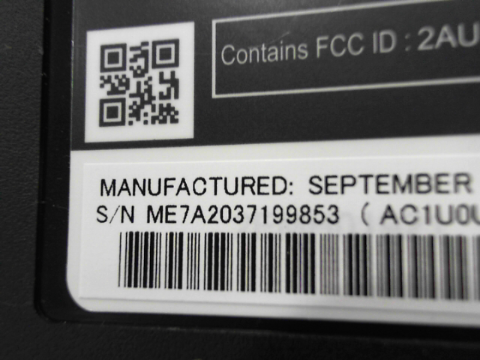 Contains FCC ID : 2AU
MANUFACTURED: SEPTEMBER
S/N ME7A2037199853 ( AC1U0U